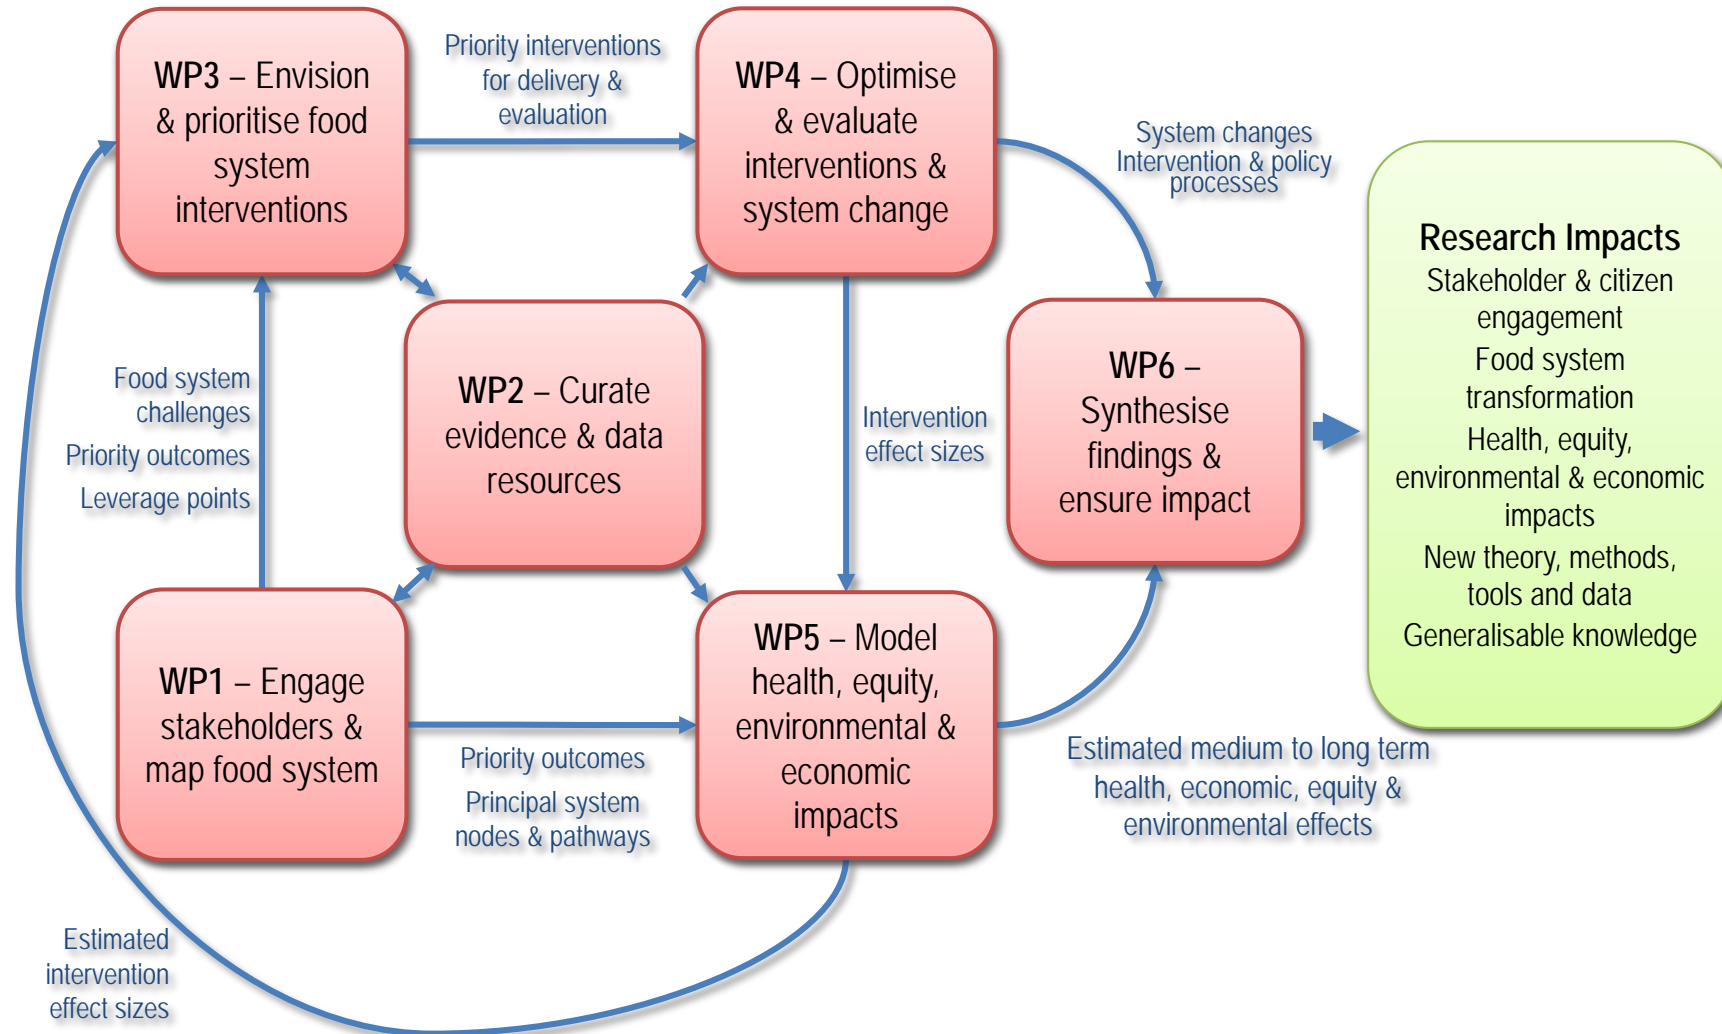 WP3 – Envision
& prioritise food
system
interventions
Priority interventions
for delivery &
evaluation
WP4 – Optimise
& evaluate
interventions &
system change
System changes
Intervention & policy
processes
Research Impacts
Stakeholder & citizen
engagement
Food system
transformation
Health, equity,
environmental & economic
impacts
New theory, methods,
tools and data
Generalisable knowledge
Food system
challenges
Priority outcomes
Leverage points
WP2 – Curate
evidence & data
resources
Intervention
effect sizes
WP6 –
Synthesise
findings &
ensure impact
WP1 – Engage
stakeholders &
map food system
Priority outcomes
Principal system
nodes & pathways
WP5 – Model
health, equity,
environmental &
economic
impacts
Estimated medium to long term
health, economic, equity &
environmental effects
Estimated
intervention
effect sizes